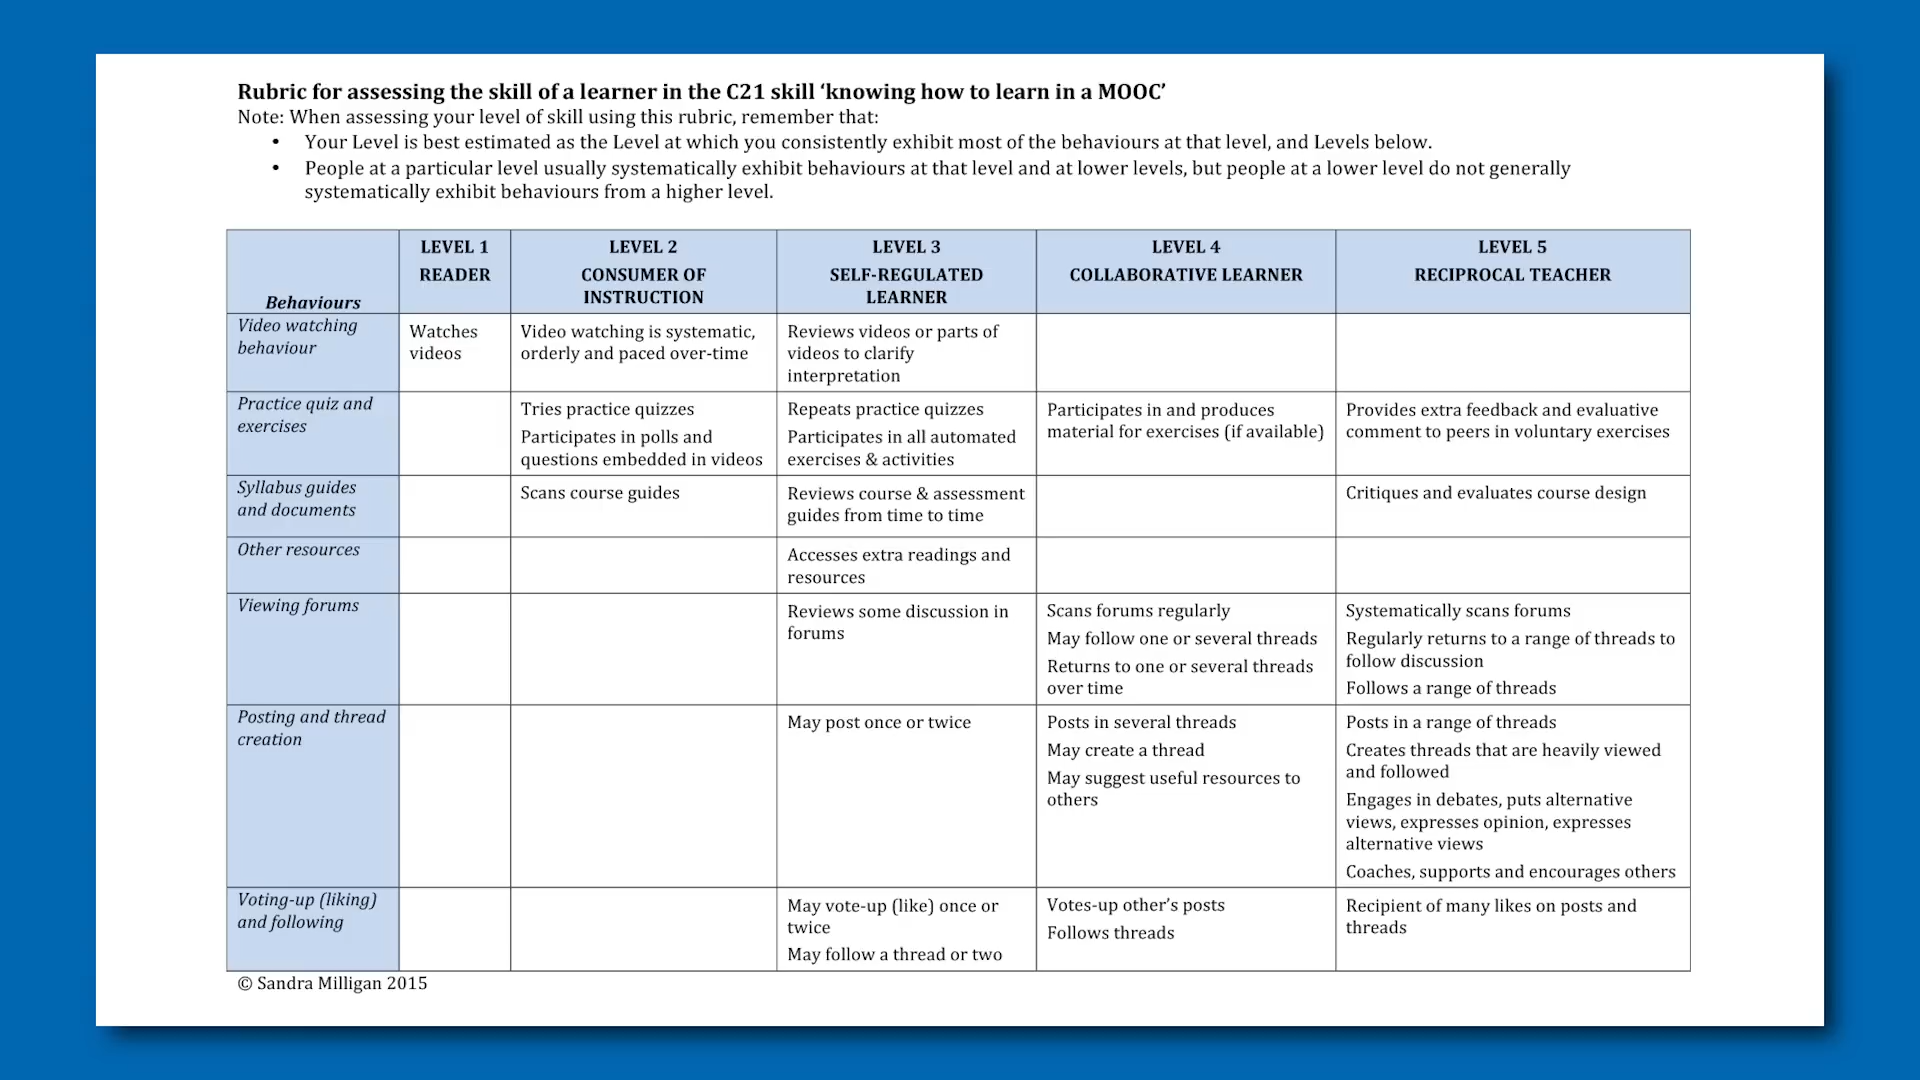 Rubric for assessing the skill of a learner in the C21 skill ‘knowing how to learn in a MOOC’
Note: When assessing your level of skill using this rubric, remember that:
• Your Level is best estimated as the Level at which you consistently exhibit most of the behaviours at that level, and Levels below.
• People at a particular level usually systematically exhibit behaviours at that level and at lower levels, but people at a lower level do not generally
systematically exhibit behaviours from a higher level.
Behaviours
LEVEL 1
READER
LEVEL 2
CONSUMER OF
INSTRUCTION
LEVEL 3
SELF-REGULATED
LEARNER
LEVEL 4
COLLABORATIVE LEARNER
LEVEL 5
RECIPROCAL TEACHER
Video watching
behaviour
Watches
videos
Video watching is systematic,
orderly and paced over-time
Reviews videos or parts of
videos to clarify
interpretation
Practice quiz and
exercises
Tries practice quizzes
Participates in polls and
questions embedded in videos
Repeats practice quizzes
Participates in all automated
exercises & activities
Participates in and produces
material for exercises (if available)
Provides extra feedback and evaluative
comment to peers in voluntary exercises
Syllabus guides
and documents
Scans course guides
Reviews course & assessment
guides from time to time
Critiques and evaluates course design
Other resources
Accesses extra readings and
resources
Viewing forums
Reviews some discussion in
forums
Scans forums regularly
May follow one or several threads
Returns to one or several threads
over time
Systematically scans forums
Regularly returns to a range of threads to
follow discussion
Follows a range of threads
Posting and thread
creation
May post once or twice
Posts in several threads
May create a thread
May suggest useful resources to
others
Posts in a range of threads
Creates threads that are heavily viewed
and followed
Engages in debates, puts alternative
views, expresses opinion, expresses
alternative views
Coaches, supports and encourages others
Voting-up (liking)
and following
May vote-up (like) once or
twice
May follow a thread or two
Votes-up other’s posts
Follows threads
Recipient of many likes on posts and
threads
© Sandra Milligan 2015